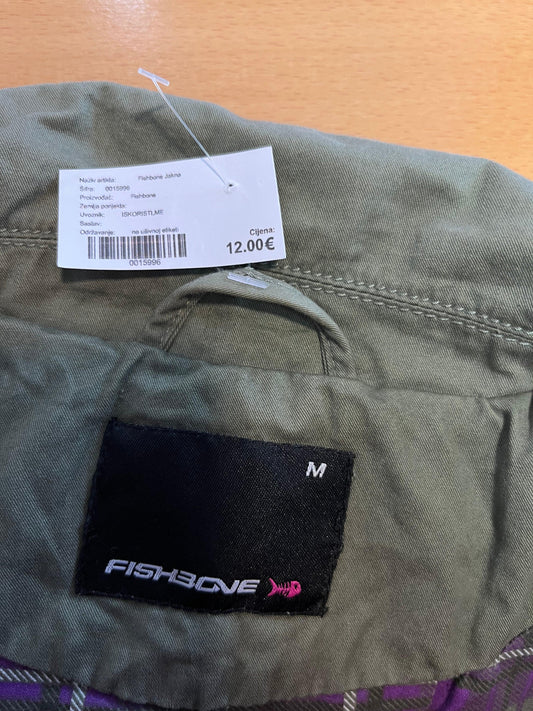 Naziv artikla: Fishbone Jakna
Šifra: 0015996
Proizvođač: Fishbone
Zemlja porijekla:
Uvoznik: ISKORISTI.ME
Sastav:
Održavanje: na ušivnoj etiketi
0015996
Cijena:
12.00€
M
FISHBONE